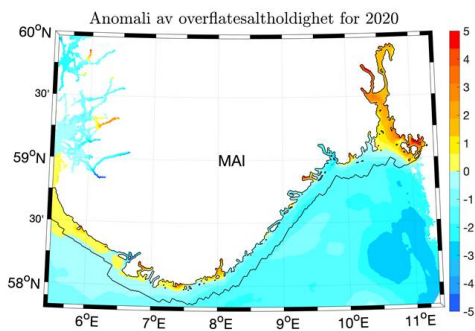 Anomali av overflatesaltholdighet for 2020
60°N
5
4
30'
3
2
1
59°N
MAI
0
-1
30'
-2
-3
58°N
-4
-5
6°E 7°E 8°E 9°E 10°E 11°E